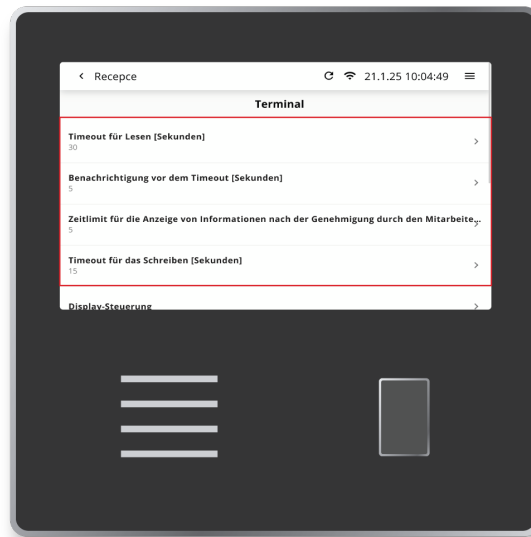 Recepce
21.1.25 10:04:49
Terminal
Timeout für Lesen [Sekunden]
30
Benachrichtigung vor dem Timeout [Sekunden]
5
Zeitlimit für die Anzeige von Informationen nach der Genehmigung durch den Mitarbeite...
5
Timeout für das Schreiben [Sekunden]
15
Display-Steuerung